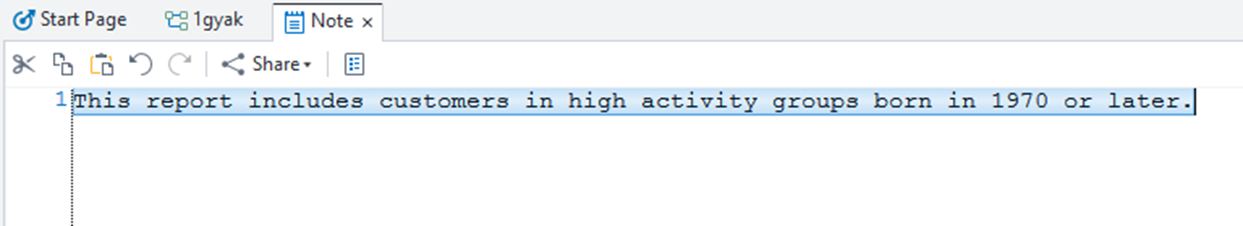 Start Page 1gyak Note
Share
1 This report includes customers in high activity groups born in 1970 or later.